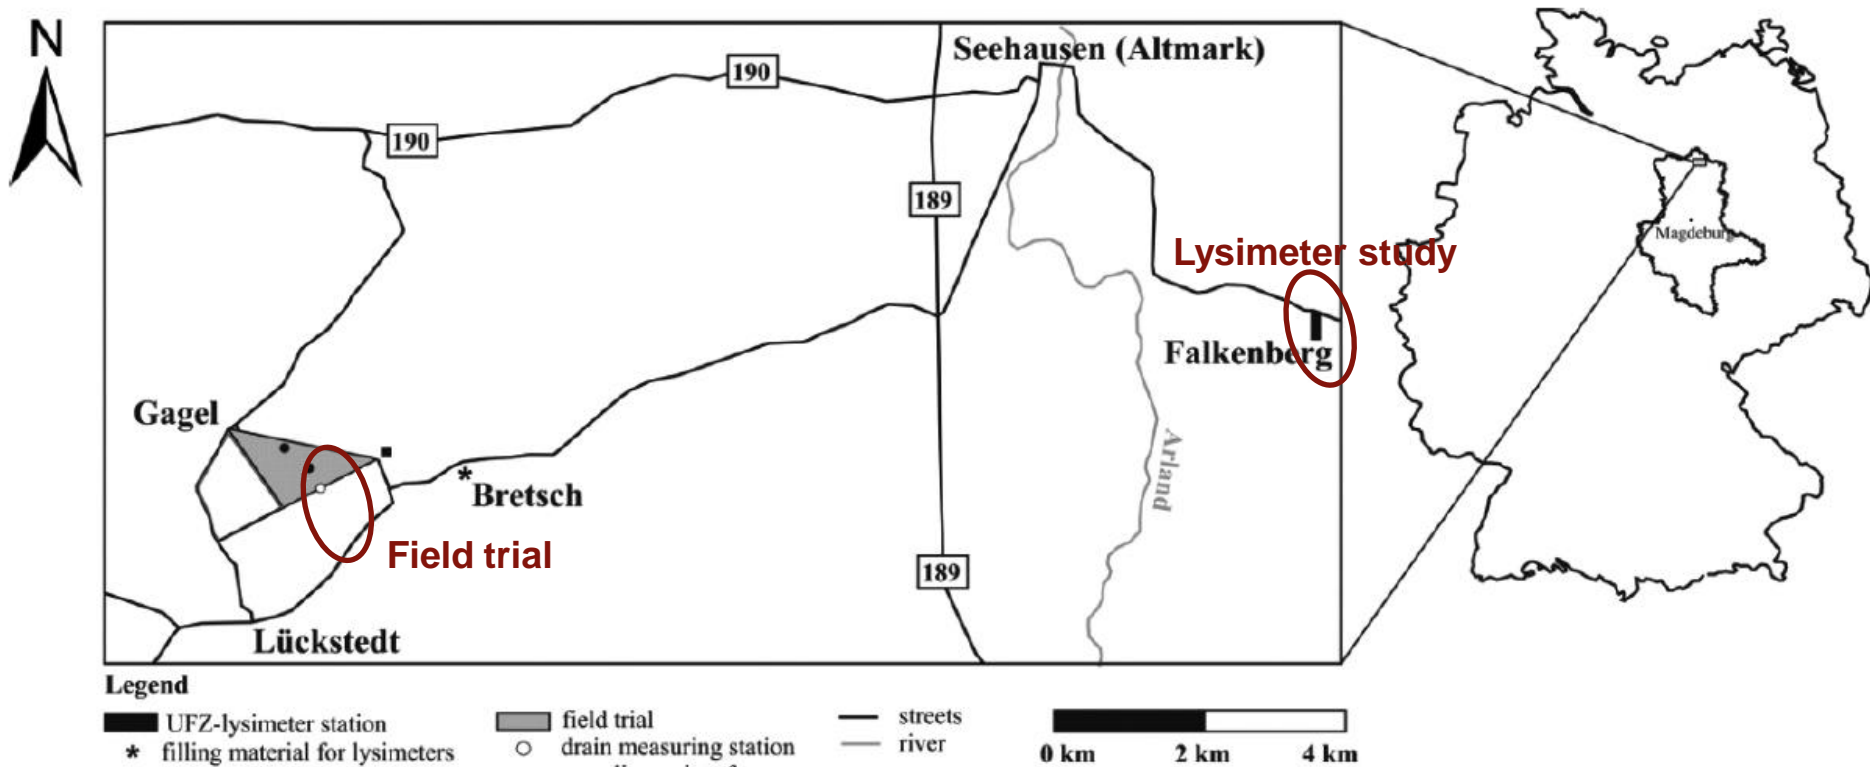 N
Seehausen (Altmark)
190
190
189
Magdeburg
Lysimeter study
Falkenberg
Gagel
Arland
Bretsch
Field trial
189
Lückstedt
Legend
UFZ-lysimeter station
field trial
streets
* filling material for lysimeters
drain measuring station
river
0 km 2 km 4 km